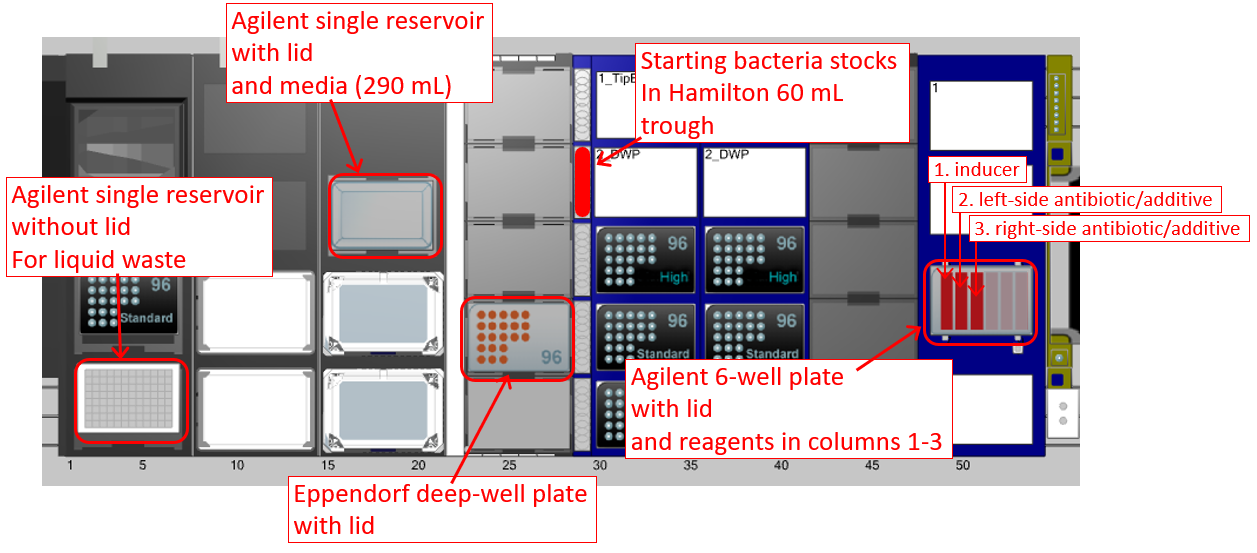 Agilent single reservoir
with lid
and media (290 mL)
Starting bacteria stocks
In Hamilton 60 mL
trough
1_Tip
1
2_DWP
2_DWP
1. inducer
2. left-side antibiotic/additive
3. right-side antibiotic/additive
Agilent single reservoir
without lid
For liquid waste
96
High
96
High
96
Standard
96
96
Standard
96
Standard
Agilent 6-well plate
with lid
and reagents in columns 1-3
1
5
10
15
20
25
30
35
40
45
50
Eppendorf deep-well plate
with lid